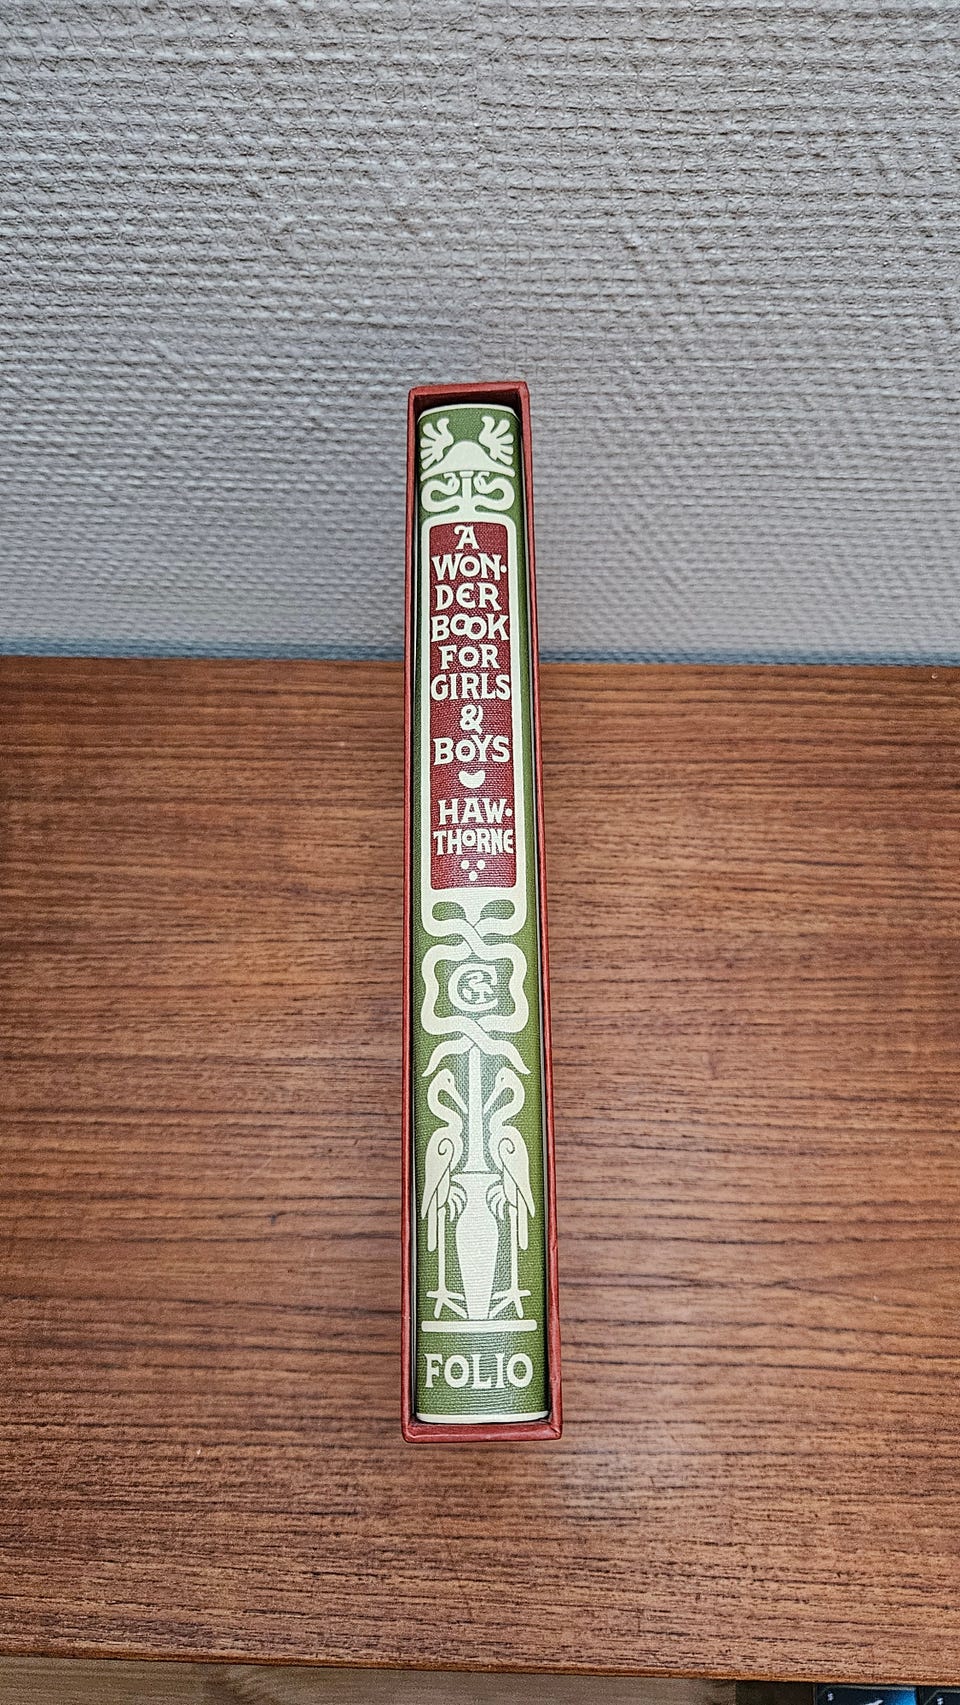 A
WON·
DER
BOOK
FOR
GIRLS
&
BOYS
HAW·
THORNE
FOLIO